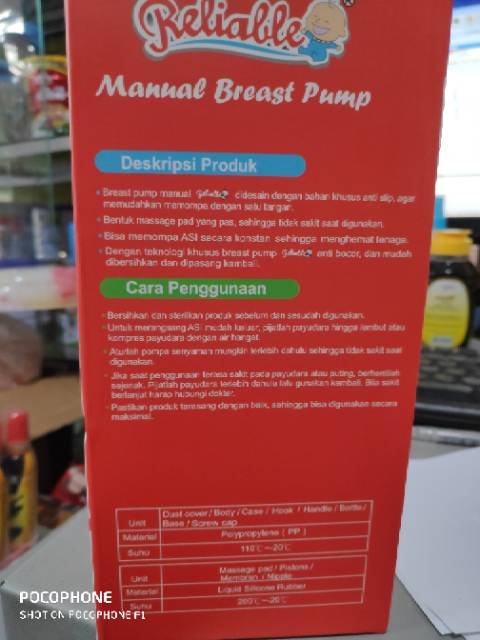 Reliable
Manual Breast Pump
Deskripsi Produk
• Breast pump manual Reliable didesain dengan bahan khusus anti slip, agar
memudahkan memompa dengan satu tangan.
• Bentuk massage pad yang pas, sehingga tidak sakit saat digunakan.
• Bisa memompa ASI secara konstan sehingga menghemat tenaga.
• Dengan teknologi khusus breast pump Reliable anti bocor, dan mudah
dibersihkan dan dipasang kembali.
Cara Penggunaan
• Bersihkan dan sterilkan produk sebelum dan sesudah digunakan.
• Untuk merangsang ASI mudah keluar, pijatlah payudara hingga lembut atau
kompres payudara dengan air hangat.
• Aturlah pompa senyaman mungkin terlebih dahulu sehingga tidak sakit saat
digunakan.
• Jika saat penggunaan terasa sakit pada payudara atau puting, berhentilah
sejenak. Pijatlah payudara terlebih dahulu lalu gunakan kembali. Bila sakit
berlanjut harap hubungi dokter.
• Pastikan produk terpasang dengan baik, sehingga bisa digunakan secara
maksimal.
Unit Dust cover / Body / Case / Hook / Handle / Bottle /
Base / Screw cap
Material Polypropylene ( PP )
Suhu 110℃~-20℃
Unit Massage pad / Pistons /
Membran / Nipple
Material Liquid Silicone Rubber
Suhu 200℃~-20℃
POCOPHONE
SHOT ON POCOPHONE F1